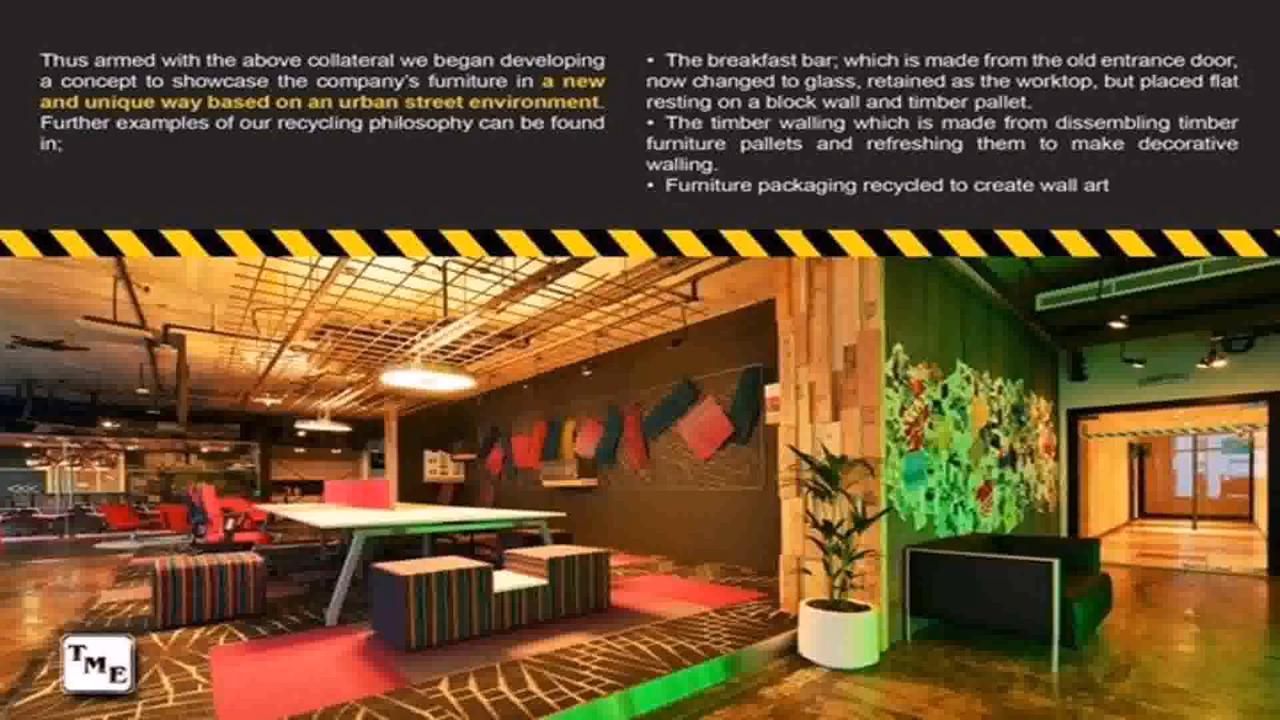 Thus armed with the above collateral we began developing
a concept to showcase the company's furniture in a new
and unique way based on an urban street environment.
Further examples of our recycling philosophy can be found
in;
• The breakfast bar; which is made from the old entrance door,
now changed to glass, retained as the worktop, but placed flat
resting on a block wall and timber pallet.
• The timber walling which is made from dissembling timber
furniture pallets and refreshing them to make decorative
walling.
• Furniture packaging recycled to create wall art
TME